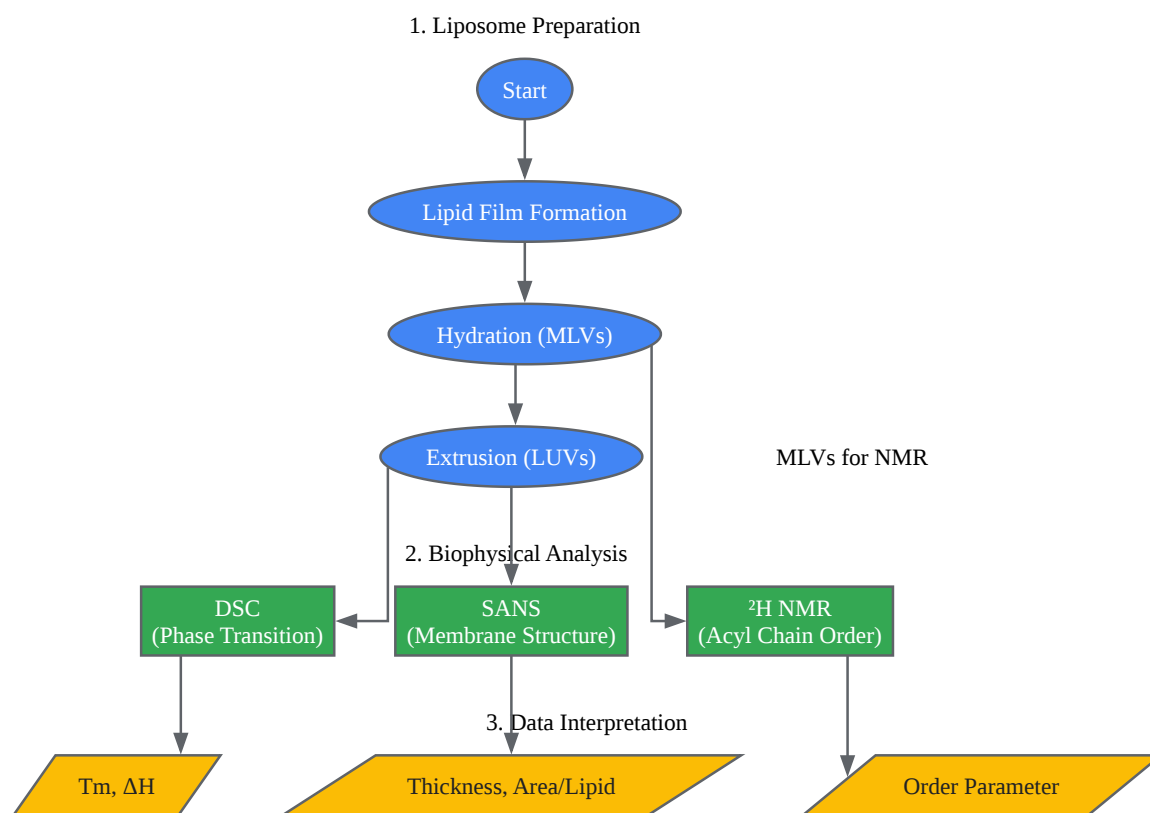 1. Liposome Preparation
Start
Lipid Film Formation
Hydration (MLVs)
Extrusion (LUVs)
MLVs for NMR
2. Biophysical Analysis
DSC
(Phase Transition)
SANS
(Membrane Structure)
²H NMR
(Acyl Chain Order)
3. Data Interpretation
Tm, ΔH
Thickness, Area/Lipid
Order Parameter